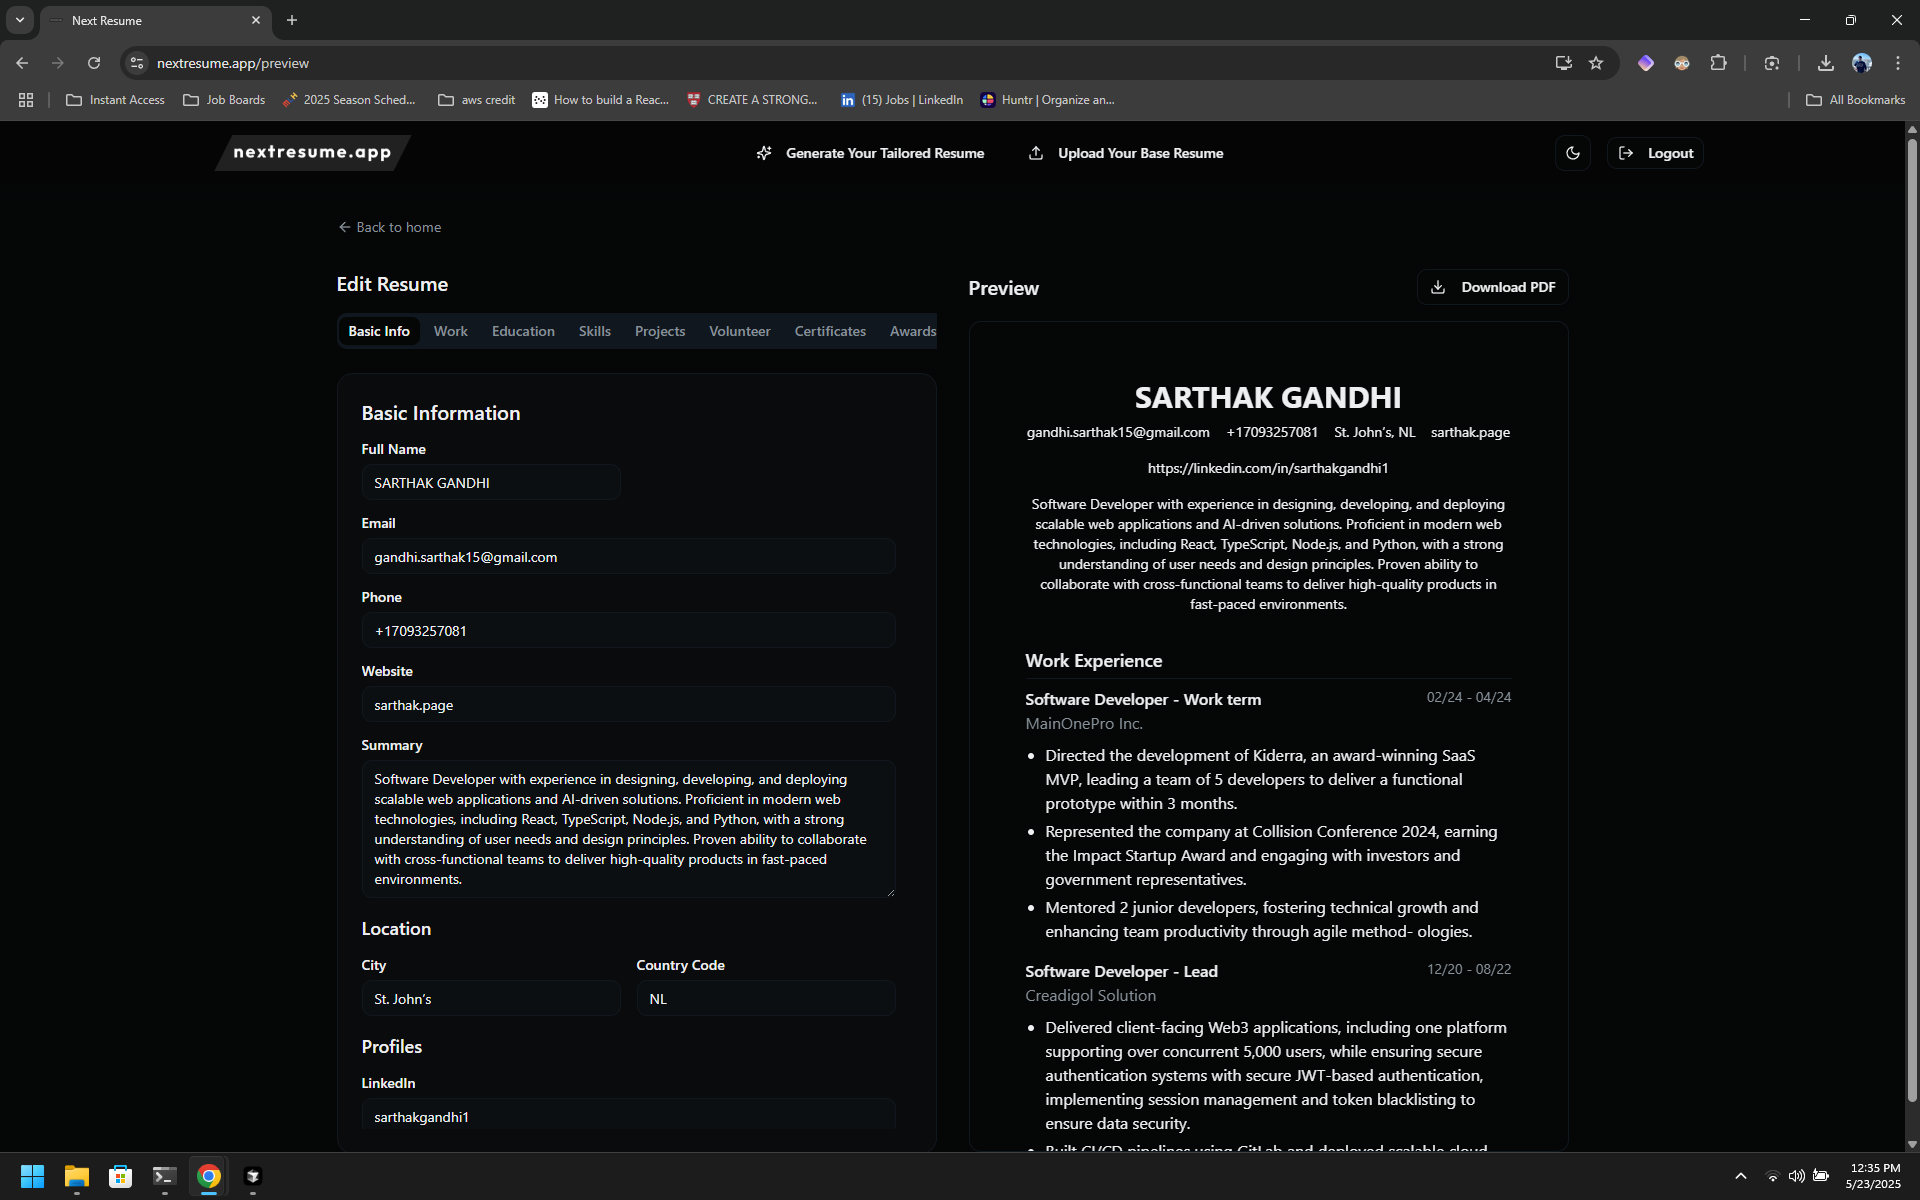 Next Resume
nextresume.app/preview
Instant Access
Job Boards
2025 Season Sched...
aws credit
How to build a Reac...
CREATE A STRONG...
(15) Jobs | LinkedIn
Huntr | Organize an...
All Bookmarks
nextresume.app
Generate Your Tailored Resume
Upload Your Base Resume
Logout
Back to home
Edit Resume
Basic Info
Work
Education
Skills
Projects
Volunteer
Certificates
Awards
Basic Information
Full Name
SARTHAK GANDHI
Email
gandhi.sarthak15@gmail.com
Phone
+17093257081
Website
sarthak.page
Summary
Software Developer with experience in designing, developing, and deploying
scalable web applications and AI-driven solutions. Proficient in modern web
technologies, including React, TypeScript, Node.js, and Python, with a strong
understanding of user needs and design principles. Proven ability to collaborate
with cross-functional teams to deliver high-quality products in fast-paced
environments.
Location
City
Country Code
St. John’s
NL
Profiles
LinkedIn
sarthakgandhi1
Preview
Download PDF
SARTHAK GANDHI
gandhi.sarthak15@gmail.com +17093257081 St. John’s, NL sarthak.page
https://linkedin.com/in/sarthakgandhi1
Software Developer with experience in designing, developing, and deploying
scalable web applications and AI-driven solutions. Proficient in modern web
technologies, including React, TypeScript, Node.js, and Python, with a strong
understanding of user needs and design principles. Proven ability to
collaborate with cross-functional teams to deliver high-quality products in
fast-paced environments.
Work Experience
Software Developer - Work term 02/24 - 04/24
MainOnePro Inc.
• Directed the development of Kiderra, an award-winning SaaS
MVP, leading a team of 5 developers to deliver a functional
prototype within 3 months.
• Represented the company at Collision Conference 2024, earning
the Impact Startup Award and engaging with investors and
government representatives.
• Mentored 2 junior developers, fostering technical growth and
enhancing team productivity through agile method- ologies.
Software Developer - Lead 12/20 - 08/22
Creadigol Solution
• Delivered client-facing Web3 applications, including one platform
supporting over concurrent 5,000 users, while ensuring secure
authentication systems with secure JWT-based authentication,
implementing session management and token blacklisting to
ensure data security.
• Built CI/CD pipelines using GitLab and deployed scalable cloud
12:35 PM
5/23/2025